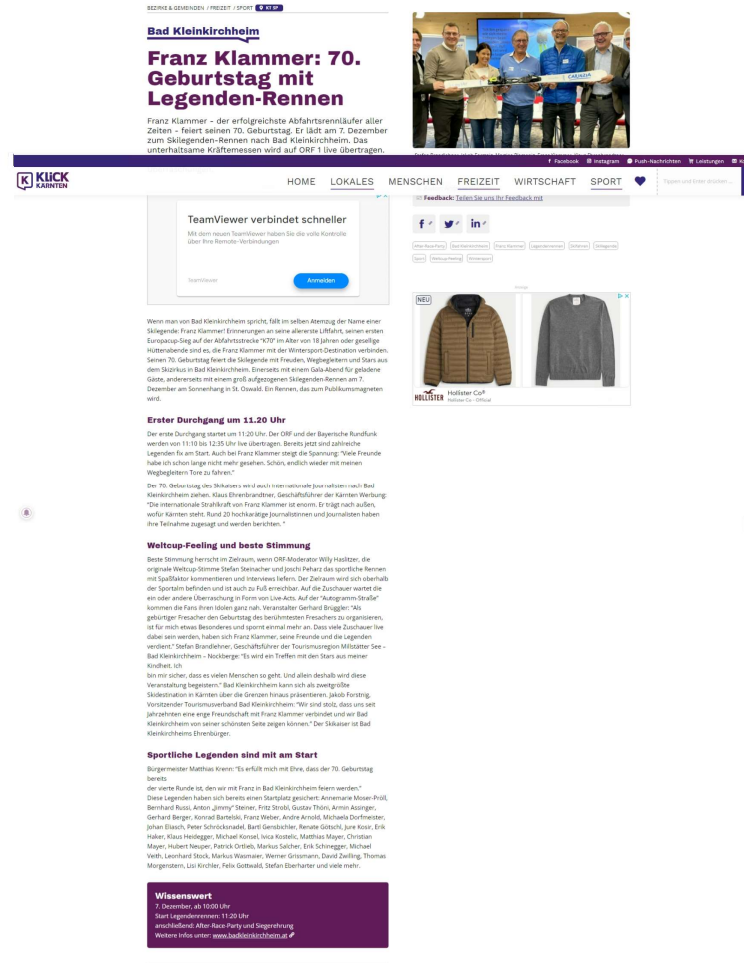 BEZIRKE & GEMEINDEN / FREIZEIT / SPORT KT SP
Bad Kleinkirchheim
Franz Klammer: 70.
Geburtstag mit
Legenden-Rennen
Franz Klammer – der erfolgreichste Abfahrtsrennläufer aller
Zeiten – feiert seinen 70. Geburtstag. Er lädt am 7. Dezember
zum Skilegenden-Rennen nach Bad Kleinkirchheim. Das
unterhaltsame Kräftemessen wird auf ORF 1 live übertragen.
Facebook Instagram Push-Nachrichten Leistungen
KLiCK
KÄRNTEN
HOME LOKALES MENSCHEN FREIZEIT WIRTSCHAFT SPORT
Tippen und Enter drücken ...
Feedback: Teilen Sie uns Ihr Feedback mit
After-Race-Party Bad Kleinkirchheim Franz Klammer Legendenrennen Skifahren Skilegende
Sport Weltcup-Feeling Wintersport
TeamViewer verbindet schneller
Mit dem neuen TeamViewer haben Sie die volle Kontrolle
über Ihre Remote-Verbindungen
TeamViewer
Anmelden
Anzeige
NEU
HOLLISTER
Hollister Co®
Hollister Co - Official
Wenn man von Bad Kleinkirchheim spricht, fällt im selben Atemzug der Name einer
Skilegende: Franz Klammer! Erinnerungen an seine allererste Liftfahrt, seinen ersten
Europacup-Sieg auf der Abfahrtsstrecke "K70" im Alter von 18 Jahren oder gesellige
Hüttenabende sind es, die Franz Klammer mit der Wintersport-Destination verbinden.
Seinen 70. Geburtstag feiert die Skilegende mit Freuden, Wegbegleitern und Stars aus
dem Skizirkus in Bad Kleinkirchheim. Einerseits mit einem Gala-Abend für geladene
Gäste, andererseits mit einem groß aufgezogenen Skilegenden-Rennen am 7.
Dezember am Sonnenhang in St. Oswald. Ein Rennen, das zum Publikumsmagneten
wird.
Erster Durchgang um 11.20 Uhr
Der erste Durchgang startet um 11:20 Uhr. Der ORF und der Bayerische Rundfunk
werden von 11:10 bis 12:35 Uhr live übertragen. Bereits jetzt sind zahlreiche
Legenden fix am Start. Auch bei Franz Klammer steigt die Spannung: "Viele Freunde
habe ich schon lange nicht mehr gesehen. Schön, endlich wieder mit meinen
Wegbegleitern Tore zu fahren."
Der 70. Geburtstag des Skikaisers wird auch internationale Journalisten nach Bad
Kleinkirchheim ziehen. Klaus Ehrenbrandtner, Geschäftsführer der Kärnten Werbung:
"Die internationale Strahlkraft von Franz Klammer ist enorm. Er trägt nach außen,
wofür Kärnten steht. Rund 20 hochkarätige Journalistinnen und Journalisten haben
ihre Teilnahme zugesagt und werden berichten. "
Weltcup-Feeling und beste Stimmung
Beste Stimmung herrscht im Zielraum, wenn ORF-Moderator Willy Haslitzer, die
originale Weltcup-Stimme Stefan Steinacher und Joschi Peharz das sportliche Rennen
mit Spaßfaktor kommentieren und Interviews liefern. Der Zielraum wird sich oberhalb
der Sportalm befinden und ist auch zu Fuß erreichbar. Auf die Zuschauer wartet die
ein oder andere Überraschung in Form von Live-Acts. Auf der "Autogramm-Straße"
kommen die Fans ihren Idolen ganz nah. Veranstalter Gerhard Brüggler: "Als
gebürtiger Fresacher den Geburtstag des berühmtesten Fresachers zu organisieren,
ist für mich etwas Besonderes und spornt einmal mehr an. Dass viele Zuschauer live
dabei sein werden, haben sich Franz Klammer, seine Freunde und die Legenden
verdient." Stefan Brandlehner, Geschäftsführer der Tourismusregion Millstätter See –
Bad Kleinkirchheim – Nockberge: "Es wird ein Treffen mit den Stars aus meiner
Kindheit. Ich
bin mir sicher, dass es vielen Menschen so geht. Und allein deshalb wird diese
Veranstaltung begeistern." Bad Kleinkirchheim kann sich als zweitgrößte
Skidestination in Kärnten über die Grenzen hinaus präsentieren. Jakob Forstnig,
Vorsitzender Tourismusverband Bad Kleinkirchheim: "Wir sind stolz, dass uns seit
Jahrzehnten eine enge Freundschaft mit Franz Klammer verbindet und wir Bad
Kleinkirchheim von seiner schönsten Seite zeigen können." Der Skikaiser ist Bad
Kleinkirchheims Ehrenbürger.
Sportliche Legenden sind mit am Start
Bürgermeister Matthias Krenn: "Es erfüllt mich mit Ehre, dass der 70. Geburtstag
bereits
der vierte Runde ist, den wir mit Franz in Bad Kleinkirchheim feiern werden."
Diese Legenden haben sich bereits einen Startplatz gesichert: Annemarie Moser-Pröll,
Bernhard Russi, Anton „Jimmy" Steiner, Fritz Strobl, Gustav Thöni, Armin Assinger,
Gerhard Berger, Konrad Bartelski, Franz Weber, Andre Arnold, Michaela Dorfmeister,
Johan Eliasch, Peter Schröcksnadel, Bartl Gensbichler, Renate Götschl, Jure Kosir, Erik
Haker, Klaus Heidegger, Michael Konsel, Ivica Kostelic, Matthias Mayer, Christian
Mayer, Hubert Neuper, Patrick Ortlieb, Markus Salcher, Erik Schinegger, Michael
Veith, Leonhard Stock, Markus Wasmaier, Werner Grissmann, David Zwilling, Thomas
Morgenstern, Lisi Kirchler, Felix Gottwald, Stefan Eberharter und viele mehr.
Wissenswert
7. Dezember, ab 10:00 Uhr
Start Legendenrennen: 11:20 Uhr
anschließend: After-Race-Party und Siegerehrung
Weitere Infos unter: www.badkleinkirchheim.at